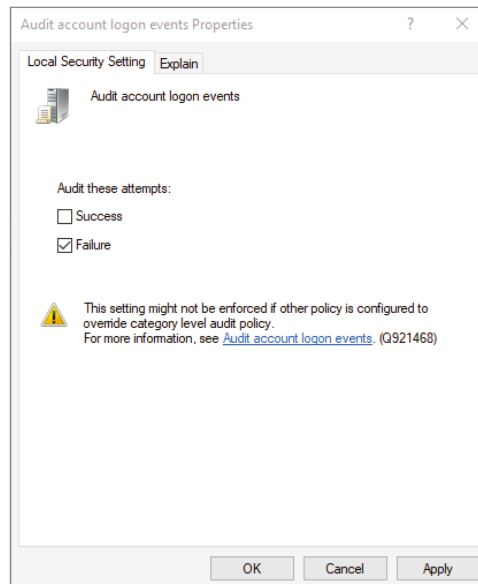 Audit account logon events Properties
?
Local Security Setting
Explain
Audit account logon events
Audit these attempts:
Success
Failure
This setting might not be enforced if other policy is configured to
override category level audit policy.
For more information, see Audit account logon events. (Q921468)
OK
Cancel
Apply